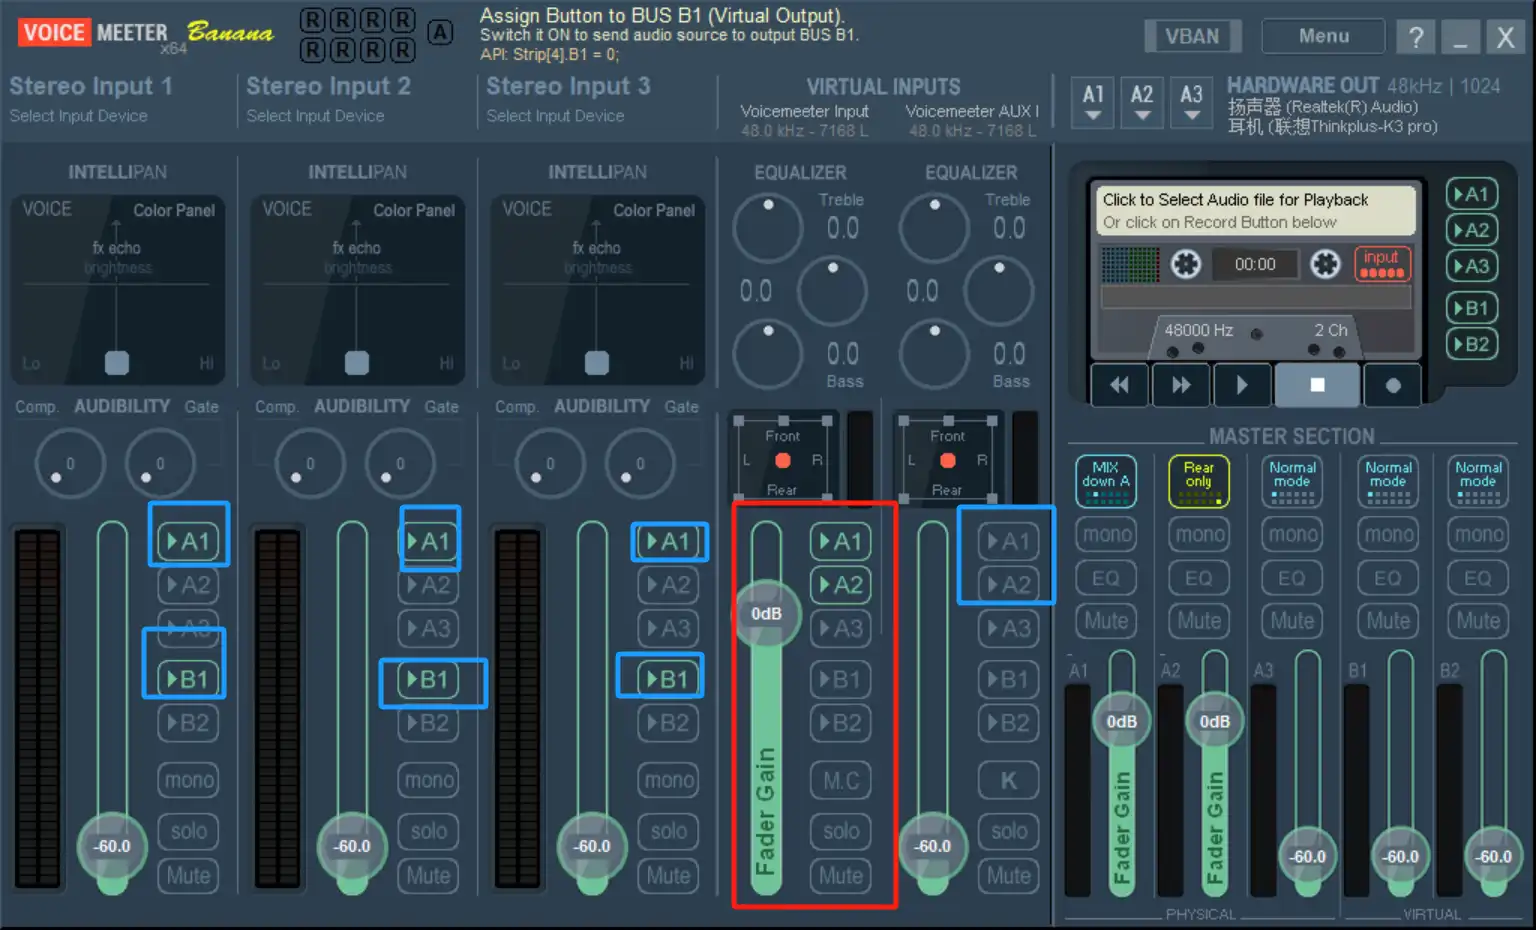 VOICE MEETER Banana
x64
R R R R
R R R R
A
Assign Button to BUS B1 (Virtual Output).
Switch it ON to send audio source to output BUS B1.
API: Strip[4].B1 = 0;
VBAN
Menu
?
_
X
Stereo Input 1
Select Input Device
Stereo Input 2
Select Input Device
Stereo Input 3
Select Input Device
VIRTUAL INPUTS
Voicemeeter Input
48.0 kHz - 7168 L
Voicemeeter AUX I
48.0 kHz - 7168 L
A1 A2 A3
HARDWARE OUT 48kHz | 1024
扬声器 (Realtek(R) Audio)
耳机 (联想Thinkplus-K3 pro)
INTELLIPAN
VOICE Color Panel
fx echo
brightness
Lo HI
INTELLIPAN
VOICE Color Panel
fx echo
brightness
Lo HI
INTELLIPAN
VOICE Color Panel
fx echo
brightness
Lo HI
EQUALIZER
Treble
0.0
0.0
0.0
Bass
EQUALIZER
Treble
0.0
0.0
0.0
Bass
Click to Select Audio file for Playback
Or click on Record Button below
00:00
input
48000 Hz 2 Ch
A1
A2
A3
B1
B2
Comp. AUDIBILITY Gate
0 0
Comp. AUDIBILITY Gate
0 0
Comp. AUDIBILITY Gate
0 0
Front
L R
Rear
Front
L R
Rear
A1
A2
A3
B1
B2
mono
solo
Mute
-60.0
A1
A2
A3
B1
B2
mono
solo
Mute
-60.0
A1
A2
A3
B1
B2
mono
solo
Mute
-60.0
0dB
Fader Gain
A1
A2
A3
B1
B2
M.C
solo
Mute
-60.0
A1
A2
A3
B1
B2
K
solo
Mute
MASTER SECTION
MIX
down A
mono
EQ
Mute
A1
0dB
Fader Gain
Rear
only
mono
EQ
Mute
A2
0dB
Fader Gain
Normal
mode
mono
EQ
Mute
A3
-60.0
Normal
mode
mono
EQ
Mute
B1
-60.0
Normal
mode
mono
EQ
Mute
B2
-60.0
PHYSICAL
VIRTUAL